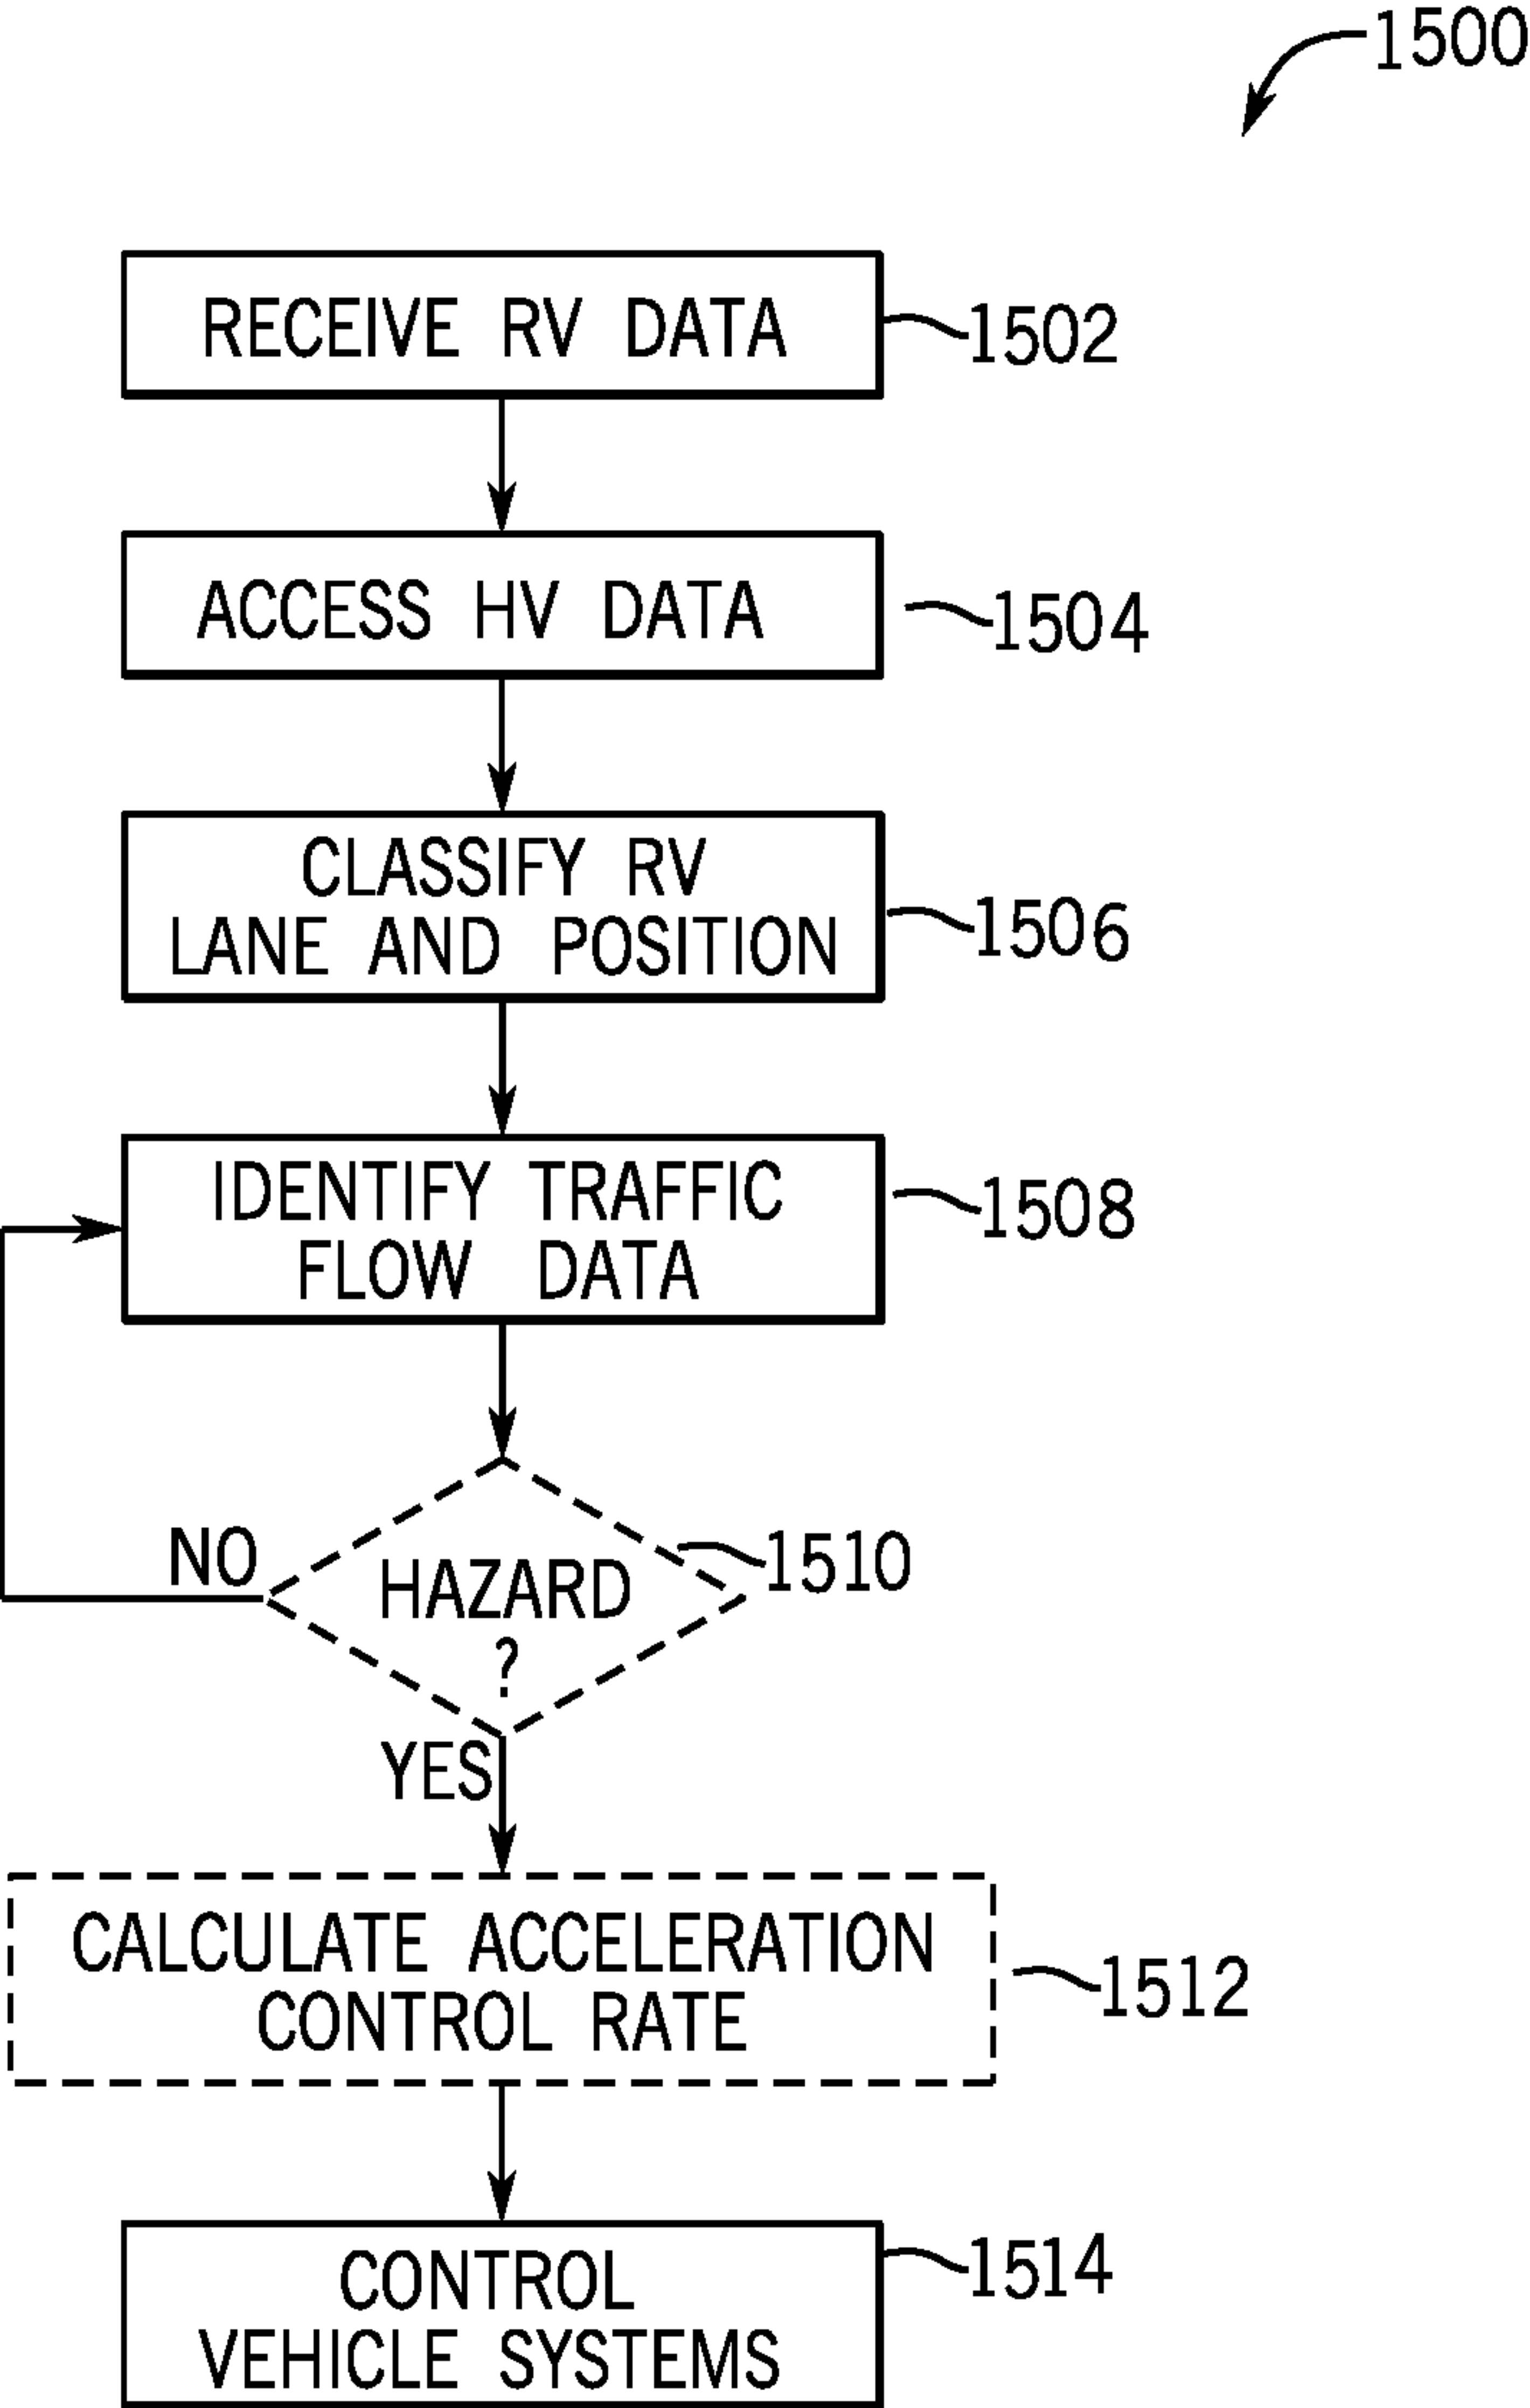 1500
RECEIVE RV DATA
1502
ACCESS HV DATA
1504
CLASSIFY RV
LANE AND POSITION
1506
IDENTIFY TRAFFIC
FLOW DATA
1508
NO
HAZARD
?
1510
YES
CALCULATE ACCELERATION
CONTROL RATE
1512
CONTROL
VEHICLE SYSTEMS
1514